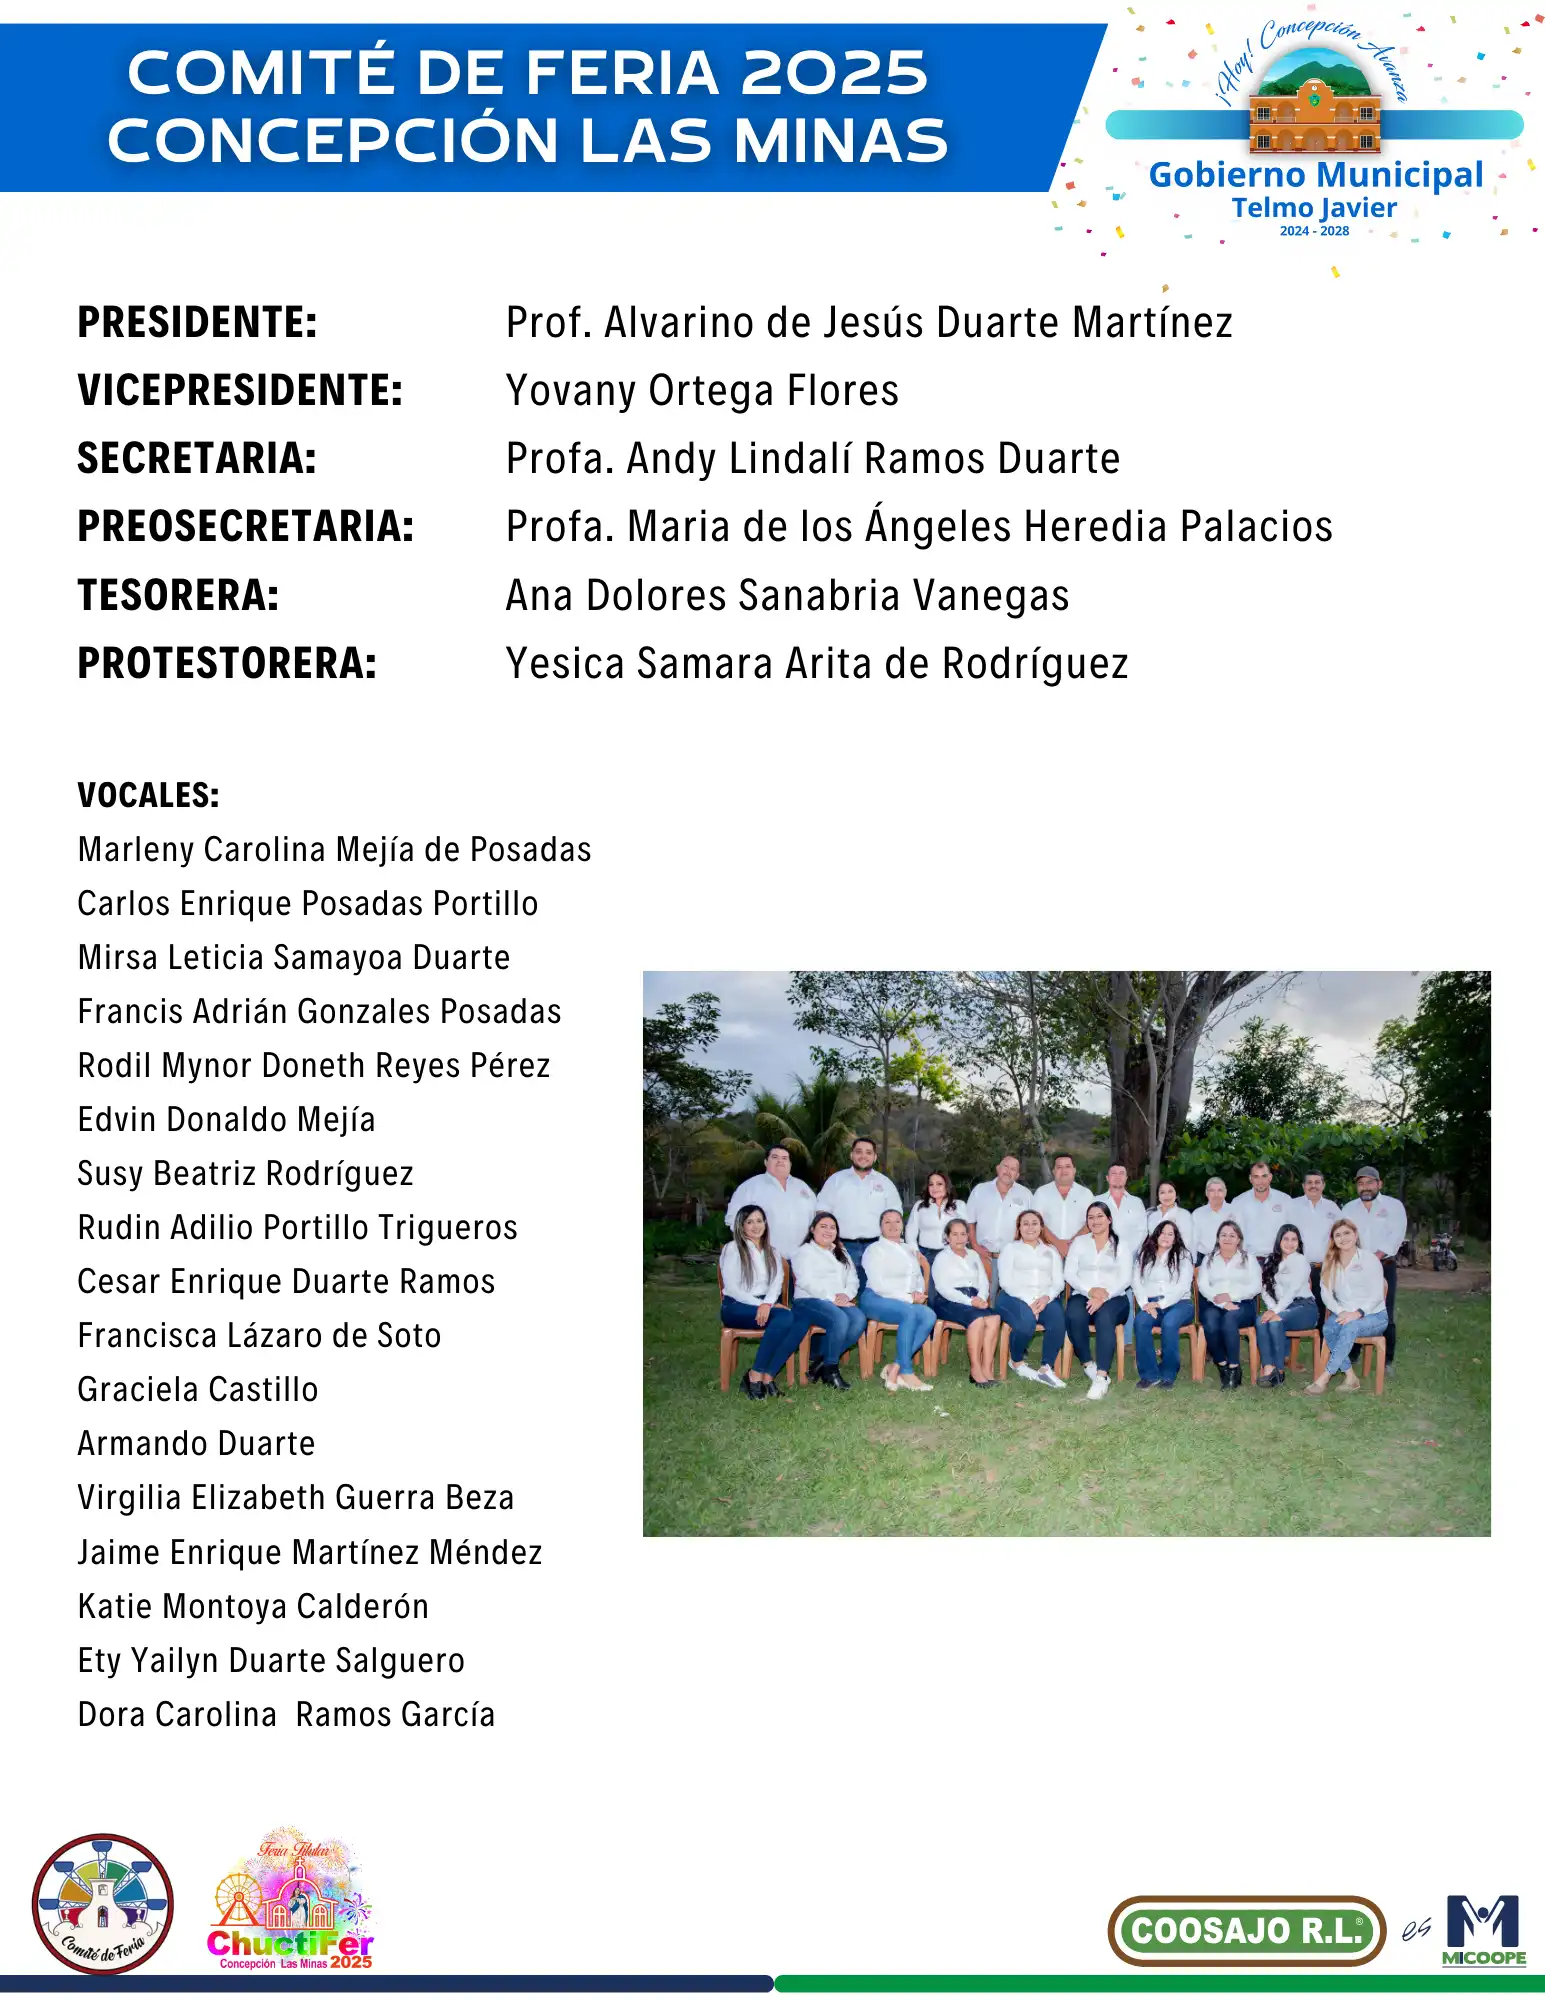 COMITÉ DE FERIA 2025
CONCEPCIÓN LAS MINAS
¡Hoy! Concepción Avanza
Gobierno Municipal
Telmo Javier
2024 - 2028
PRESIDENTE: Prof. Alvarino de Jesús Duarte Martínez
VICEPRESIDENTE: Yovany Ortega Flores
SECRETARIA: Profa. Andy Lindalí Ramos Duarte
PREOSECRETARIA: Profa. Maria de los Ángeles Heredia Palacios
TESORERA: Ana Dolores Sanabria Vanegas
PROTESTORERA: Yesica Samara Arita de Rodríguez
VOCALES:
Marleny Carolina Mejía de Posadas
Carlos Enrique Posadas Portillo
Mirsa Leticia Samayoa Duarte
Francis Adrián Gonzales Posadas
Rodil Mynor Doneth Reyes Pérez
Edvin Donaldo Mejía
Susy Beatriz Rodríguez
Rudin Adilio Portillo Trigueros
Cesar Enrique Duarte Ramos
Francisca Lázaro de Soto
Graciela Castillo
Armando Duarte
Virgilia Elizabeth Guerra Beza
Jaime Enrique Martínez Méndez
Katie Montoya Calderón
Ety Yailyn Duarte Salguero
Dora Carolina  Ramos García
Comité de Feria
Feria Titular
ChuctiFer
Concepción Las Minas 2025
COOSAJO R.L.®
es
MICOOPE